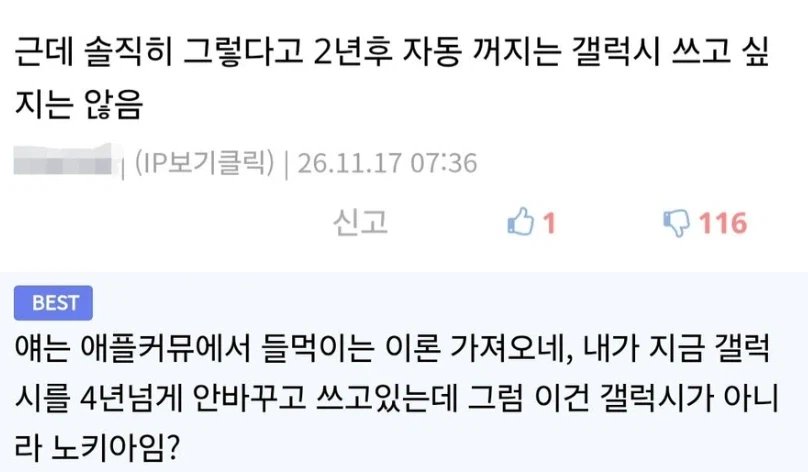 근데 솔직히 그렇다고 2년후 자동 꺼지는 갤럭시 쓰고 싶
지는 않음
| (IP보기클릭) | 26.11.17 07:36
신고 1 116
BEST
얘는 애플커뮤에서 들먹이는 이론 가져오네, 내가 지금 갤럭
시를 4년넘게 안바꾸고 쓰고있는데 그럼 이건 갤럭시가 아니
라 노키아임?